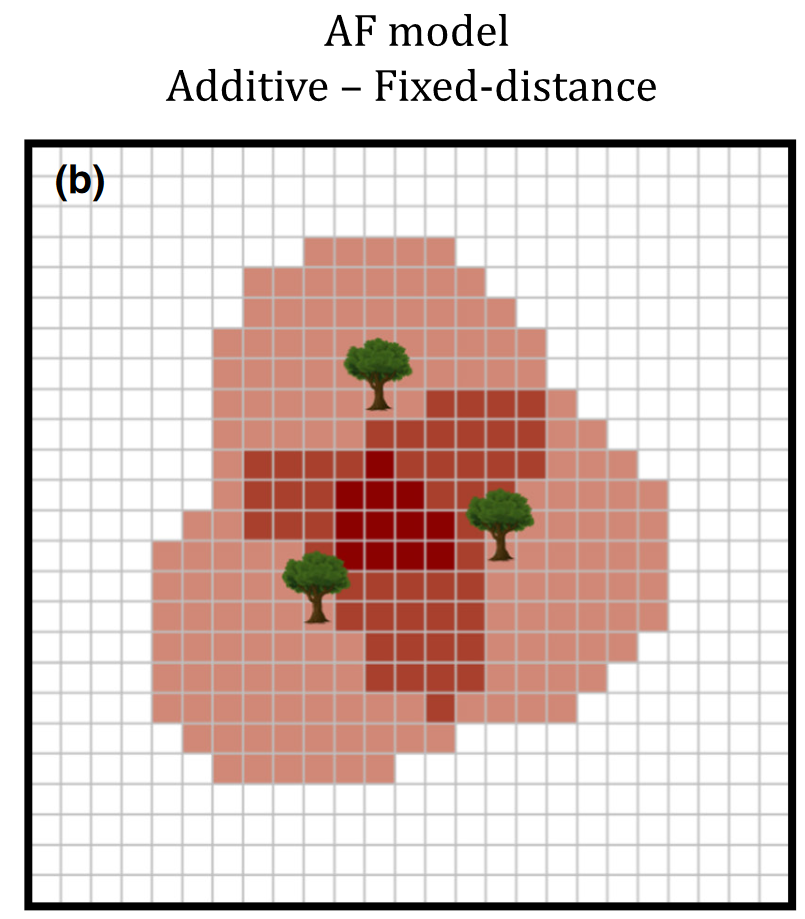 AF model
Additive – Fixed-distance
(b)